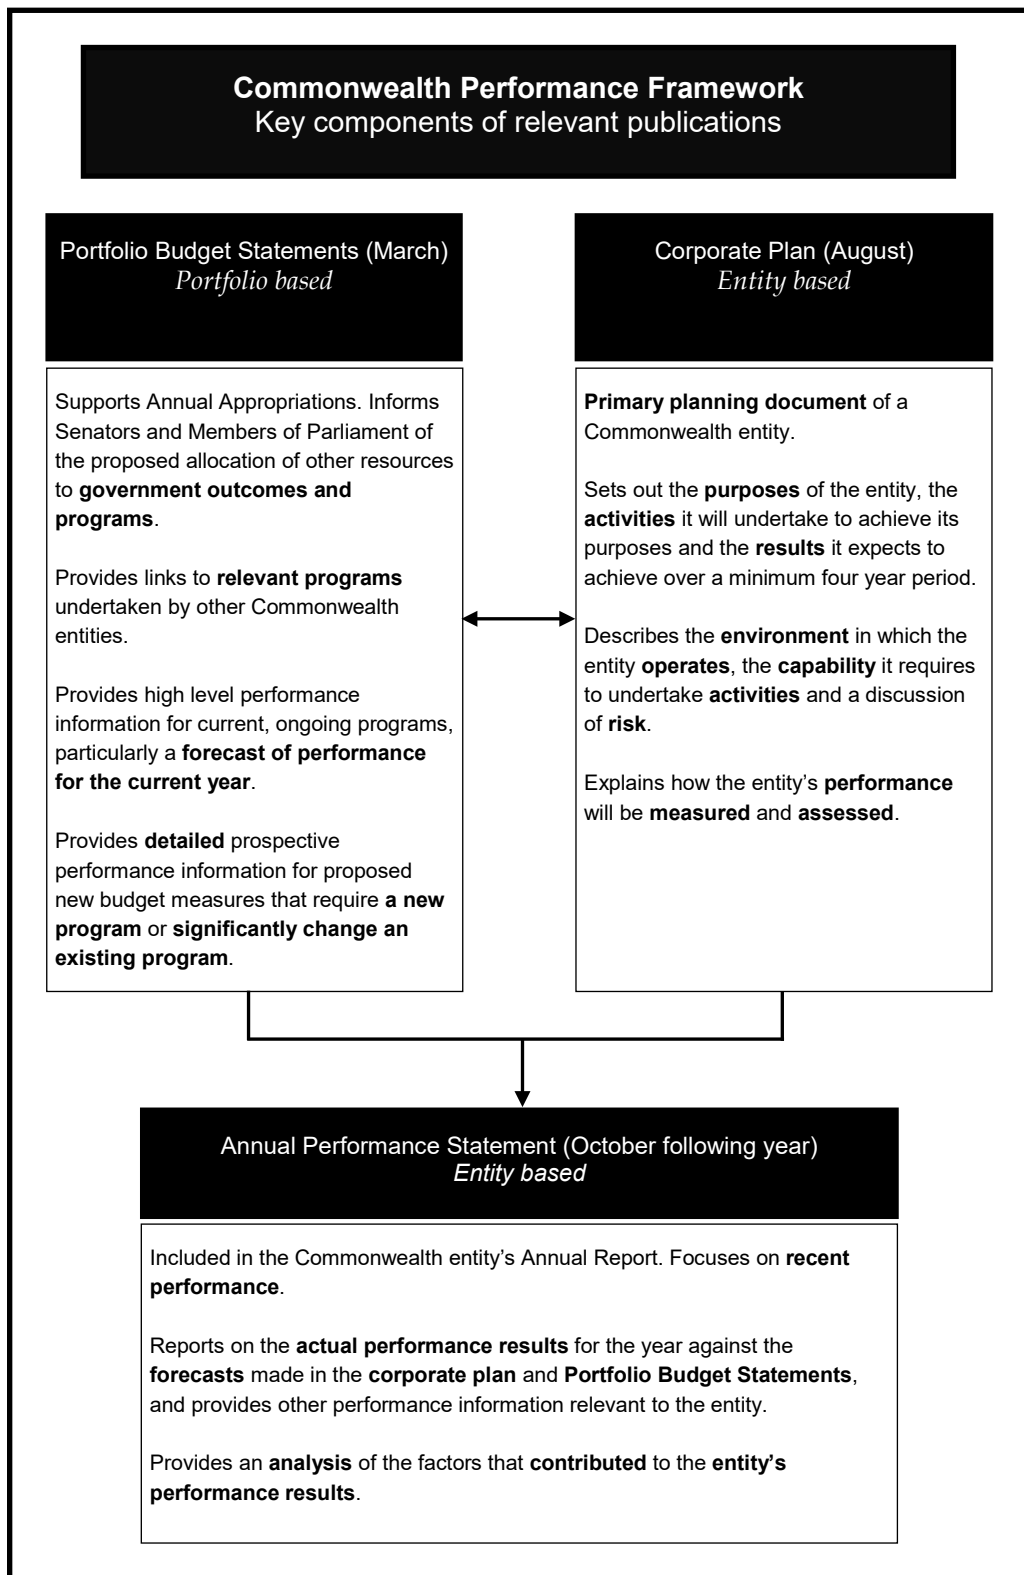 Commonwealth Performance Framework
Key components of relevant publications
Portfolio Budget Statements (March)
Portfolio based
Supports Annual Appropriations. Informs
Senators and Members of Parliament of
the proposed allocation of other resources
to government outcomes and
programs.
Provides links to relevant programs
undertaken by other Commonwealth
entities.
Provides high level performance
information for current, ongoing programs,
particularly a forecast of performance
for the current year.
Provides detailed prospective
performance information for proposed
new budget measures that require a new
program or significantly change an
existing program.
Corporate Plan (August)
Entity based
Primary planning document of a
Commonwealth entity.
Sets out the purposes of the entity, the
activities it will undertake to achieve its
purposes and the results it expects to
achieve over a minimum four year period.
Describes the environment in which the
entity operates, the capability it requires
to undertake activities and a discussion
of risk.
Explains how the entity’s performance
will be measured and assessed.
Annual Performance Statement (October following year)
Entity based
Included in the Commonwealth entity’s Annual Report. Focuses on recent
performance.
Reports on the actual performance results for the year against the
forecasts made in the corporate plan and Portfolio Budget Statements,
and provides other performance information relevant to the entity.
Provides an analysis of the factors that contributed to the entity’s
performance results.